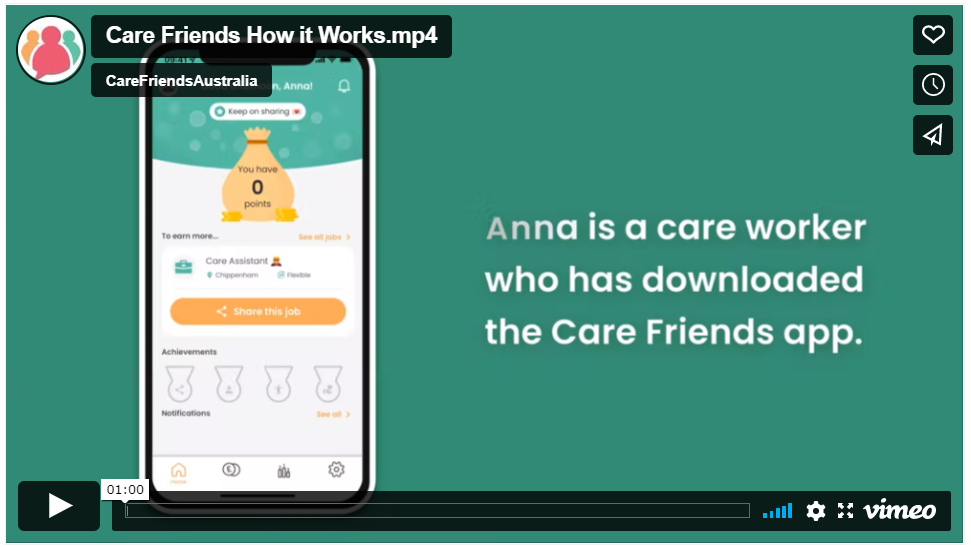 Care Friends How it Works.mp4
CareFriendsAustralia
09:41
n, Anna!
Keep on sharing
You have
0
points
To earn more...
See all jobs >
Care Assistant
Chippenham
Flexible
Share this job
Achievements
Notifications
See all >
Home
Anna is a care worker
who has downloaded
the Care Friends app.
01:00
vimeo